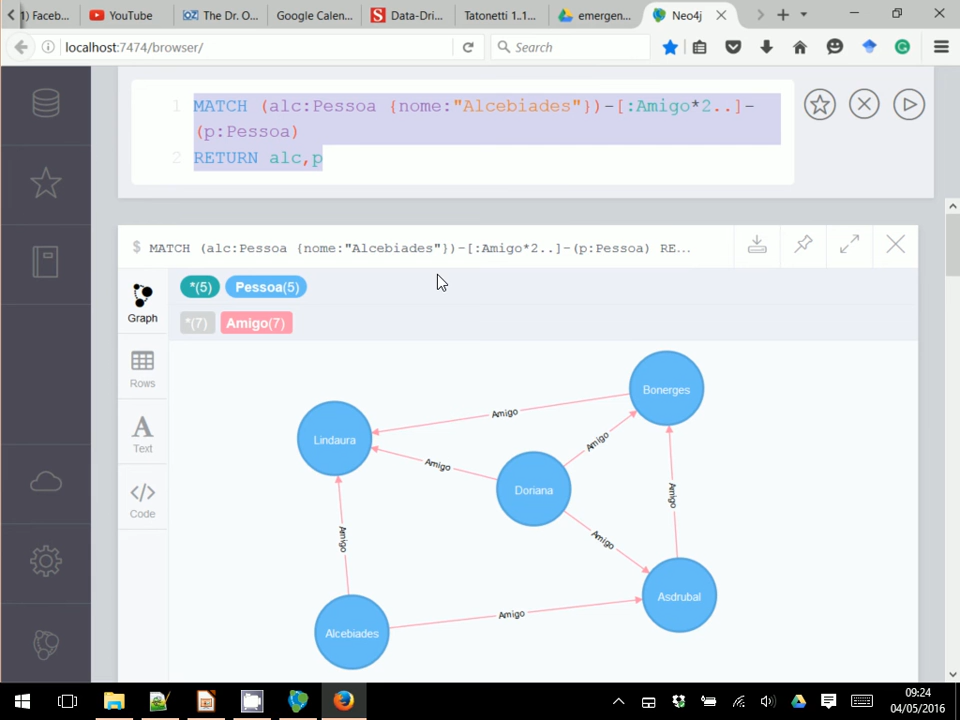 1) Faceb...
YouTube
The Dr. O...
Google Calen...
Data-Dri...
Tatonetti 1..1...
emergen...
Neo4j
localhost:7474/browser/
Search
1 MATCH (alc:Pessoa {nome:"Alcebiades"})-[:Amigo*2..]-
(p:Pessoa)
2 RETURN alc,p
$ MATCH (alc:Pessoa {nome:"Alcebiades"})-[:Amigo*2..]-(p:Pessoa) RE...
*(5) Pessoa(5)
*(7) Amigo(7)
Graph
Rows
A
Text
</>
Code
Bonerges
Amigo
Lindaura
Amigo
Amigo
Doriana
Amigo
Amigo
Amigo
Asdrubal
Amigo
Alcebiades
09:24
04/05/2016